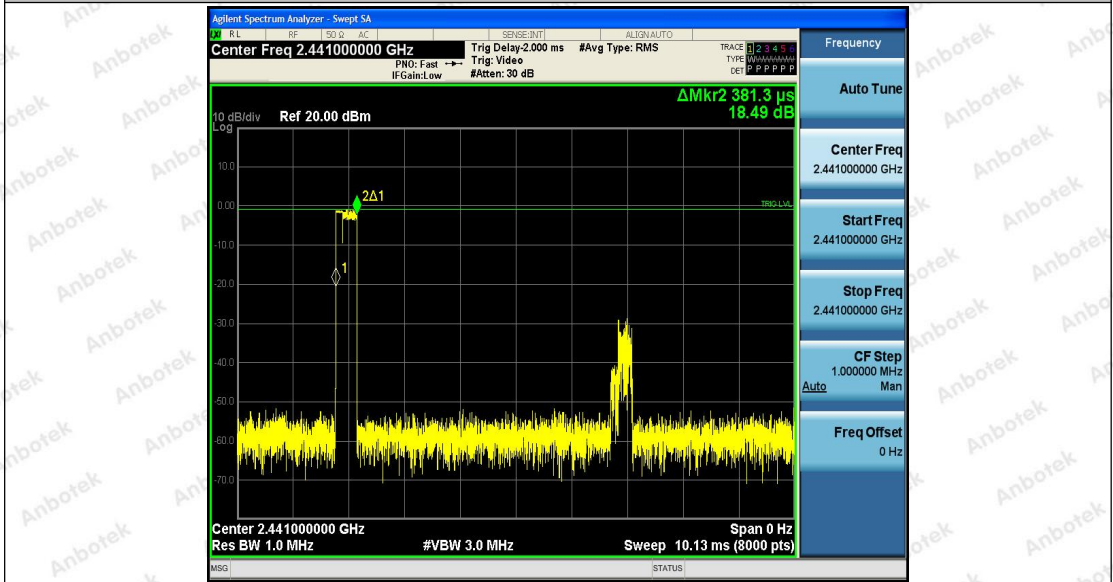 Agilent Spectrum Analyzer - Swept SA
LXI RL RF 50 Ω AC SENSE:INT ALIGN AUTO
Center Freq 2.441000000 GHz
PNO: Fast
IFGain:Low
Trig Delay-2.000 ms
Trig: Video
#Atten: 30 dB
#Avg Type: RMS
TRACE 1 2 3 4 5 6
TYPE W
DET P P P P P P
ΔMkr2 381.3 µs
18.49 dB
10 dB/div
Log
Ref 20.00 dBm
10.0
0.00
-10.0
-20.0
-30.0
-40.0
-50.0
-60.0
-70.0
2Δ1
1
TRIG LVL
Center 2.441000000 GHz
Span 0 Hz
Res BW 1.0 MHz
#VBW 3.0 MHz
Sweep 10.13 ms (8000 pts)
MSG
STATUS
Frequency
Auto Tune
Center Freq
2.441000000 GHz
Start Freq
2.441000000 GHz
Stop Freq
2.441000000 GHz
CF Step
1.000000 MHz
Auto Man
Freq Offset
0 Hz
Anbotek